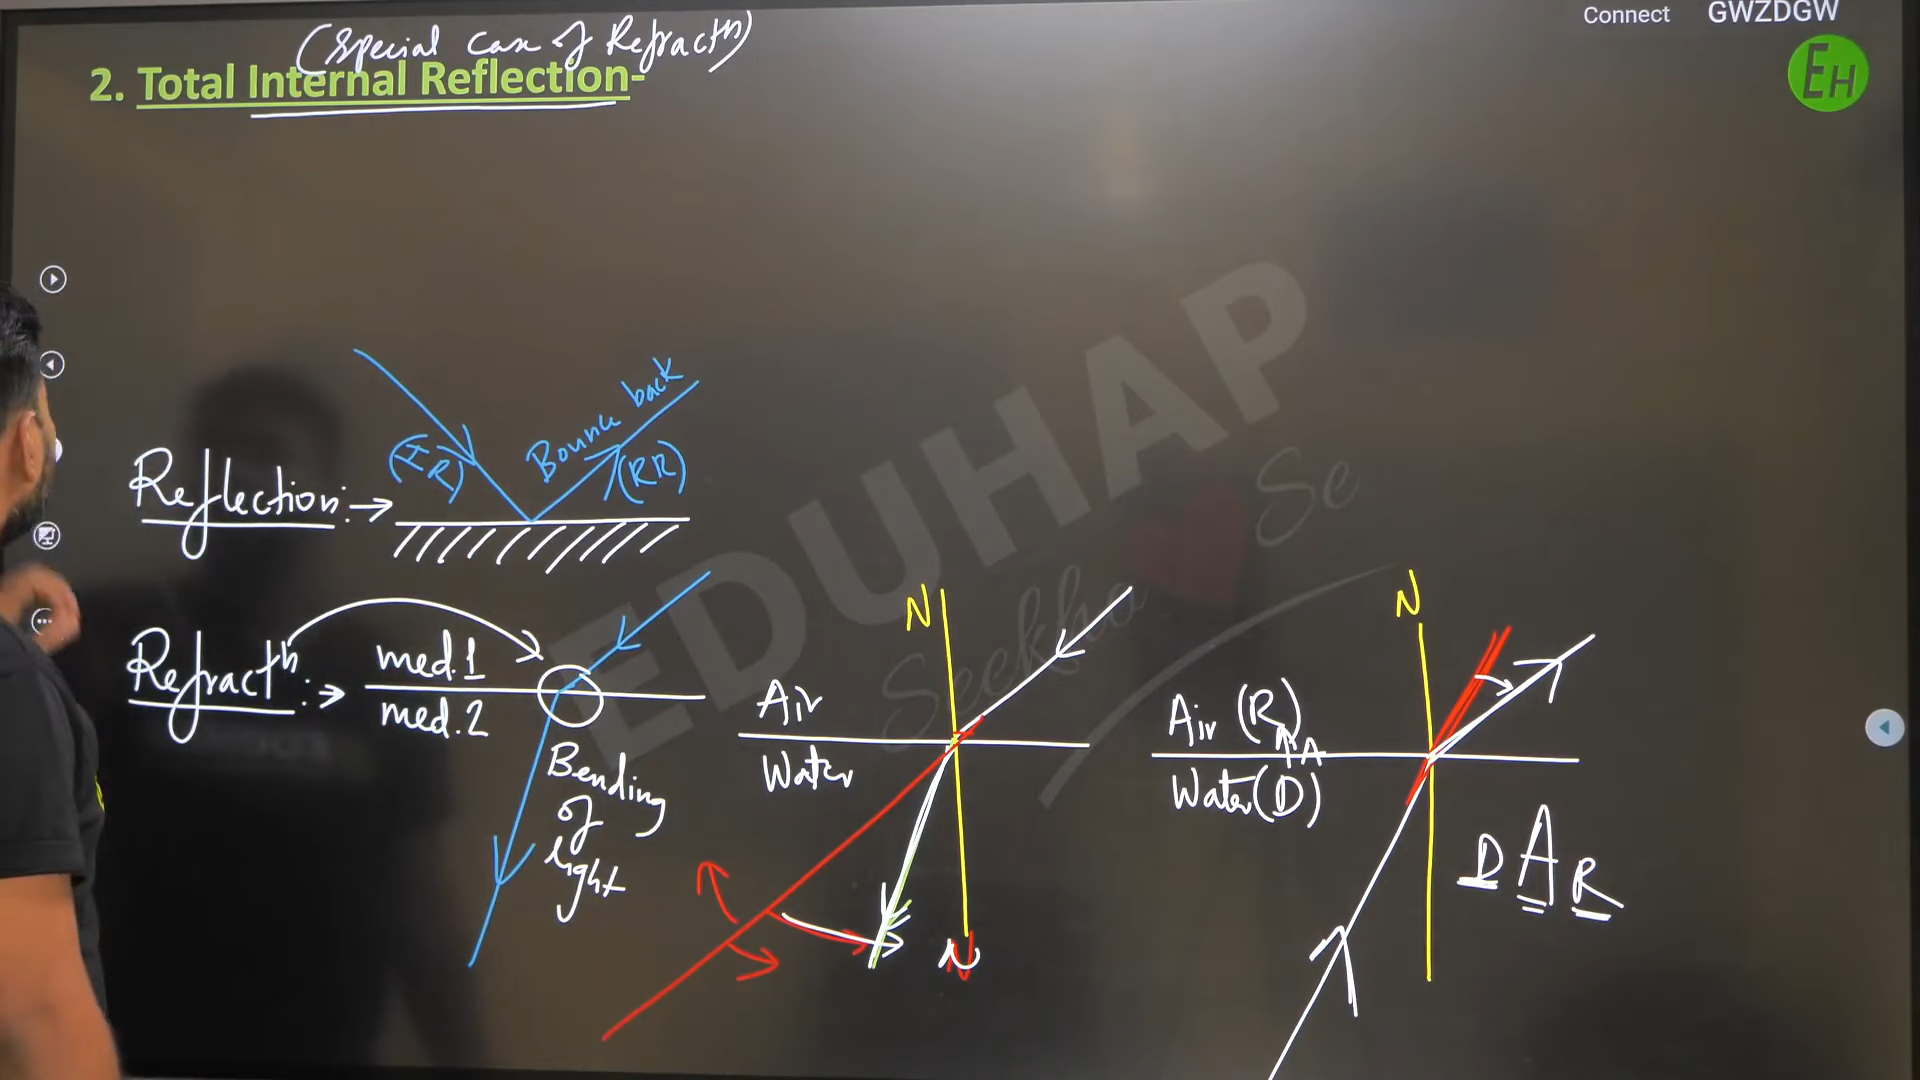 Connect GWZDGW
(Special Case of Refractn)
2. Total Internal Reflection-
EH
EDUHAP
Seekho Se
Reflection: →
(IR)
Bounce back
(RR)
Refractn: →
med.1
med.2
Bending
of
light
N
Air
Water
N
N
Air (R)
A
Water (D)
D A R